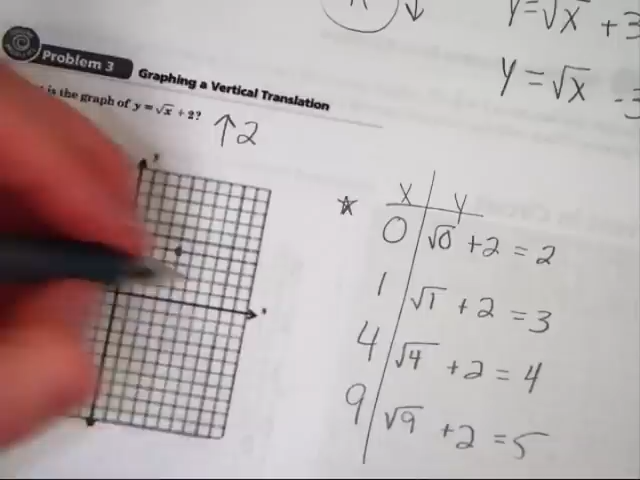 y = √x + 3
y = √x - 3
Problem 3 Graphing a Vertical Translation
is the graph of y = √x + 2?
↑2
y
x
* x y
0 √0 + 2 = 2
1 √1 + 2 = 3
4 √4 + 2 = 4
9 √9 + 2 = 5